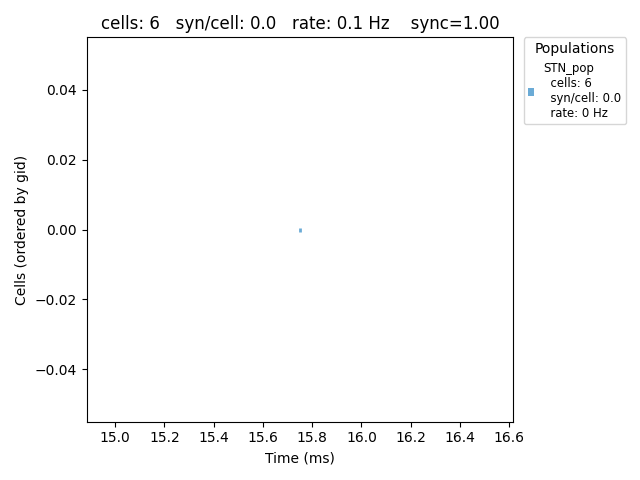 cells: 6   syn/cell: 0.0   rate: 0.1 Hz    sync=1.00
Populations
STN_pop
cells: 6
syn/cell: 0.0
rate: 0 Hz
Cells (ordered by gid)
0.04
0.02
0.00
−0.02
−0.04
15.0 15.2 15.4 15.6 15.8 16.0 16.2 16.4 16.6
Time (ms)